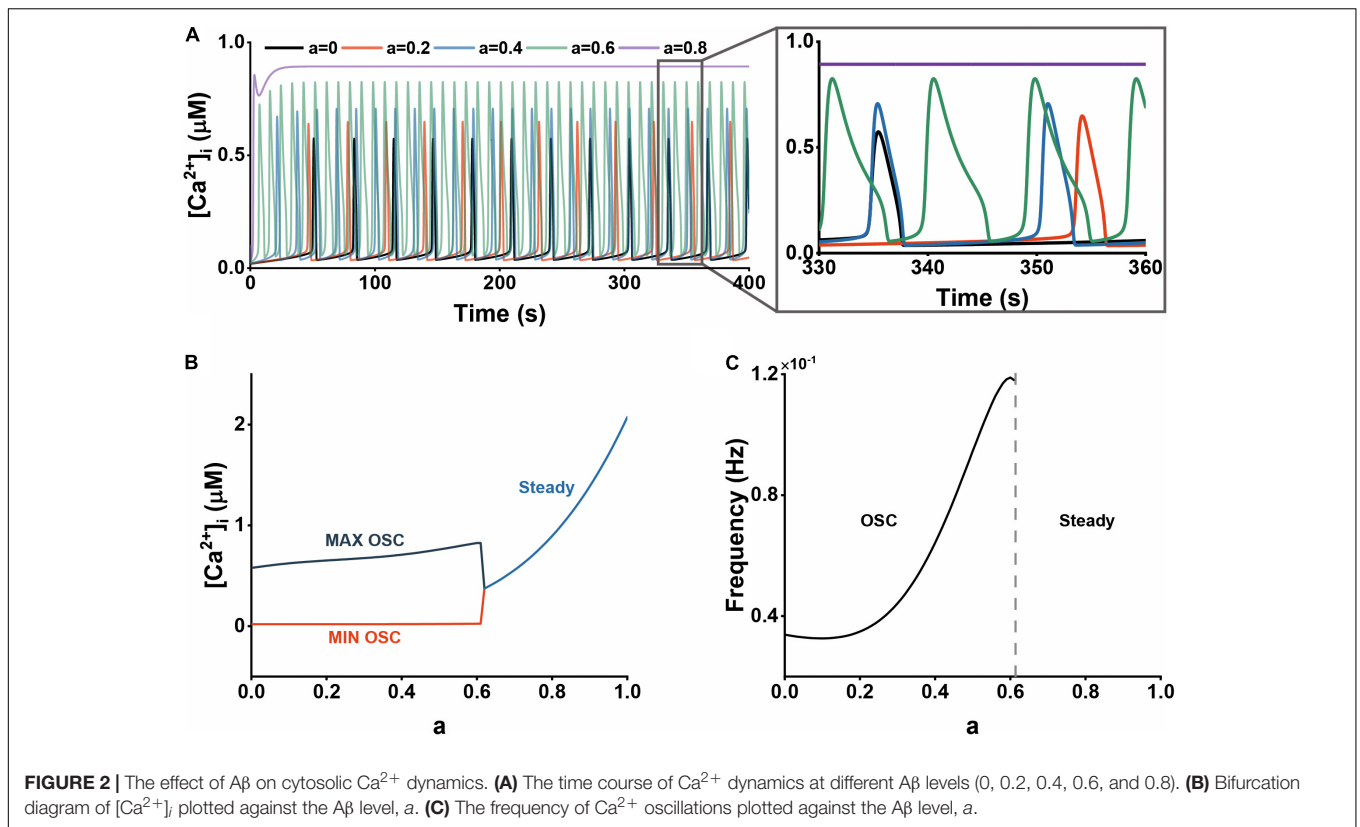 A
a=0 a=0.2 a=0.4 a=0.6 a=0.8
1.0
0.5
0.0
[Ca²⁺]ᵢ (μM)
0 100 200 300 400
Time (s)
1.0
0.5
0.0
330 340 350 360
Time (s)
B
2
1
0
[Ca²⁺]ᵢ (μM)
MAX OSC
MIN OSC
Steady
0.0 0.2 0.4 0.6 0.8 1.0
a
C
1.2 ×10⁻¹
0.8
0.4
Frequency (Hz)
OSC
Steady
0.0 0.2 0.4 0.6 0.8 1.0
a
FIGURE 2 | The effect of Aβ on cytosolic Ca²⁺ dynamics. (A) The time course of Ca²⁺ dynamics at different Aβ levels (0, 0.2, 0.4, 0.6, and 0.8). (B) Bifurcation
diagram of [Ca²⁺]ᵢ plotted against the Aβ level, a. (C) The frequency of Ca²⁺ oscillations plotted against the Aβ level, a.